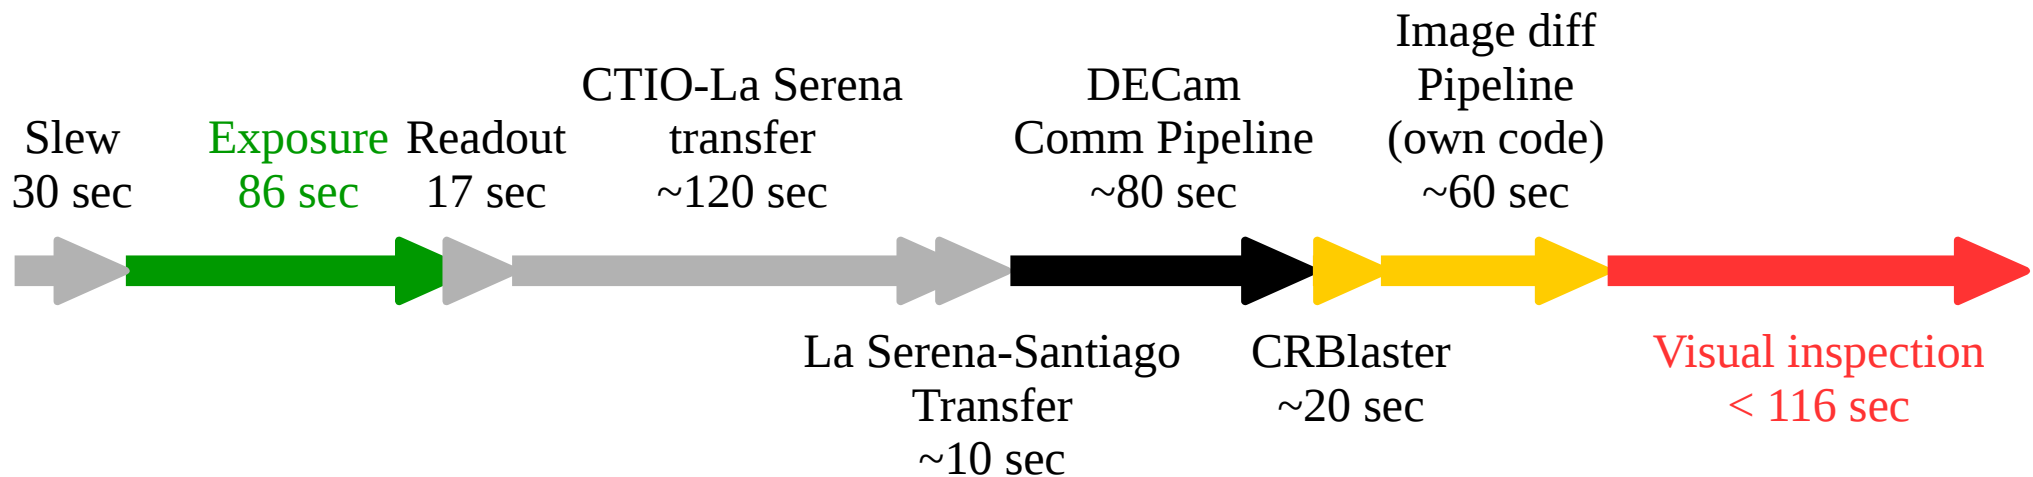 Slew
30 sec
Exposure
86 sec
Readout
17 sec
CTIO-La Serena
transfer
~120 sec
La Serena-Santiago
Transfer
~10 sec
DECam
Comm Pipeline
~80 sec
CRBlaster
~20 sec
Image diff
Pipeline
(own code)
~60 sec
Visual inspection
< 116 sec